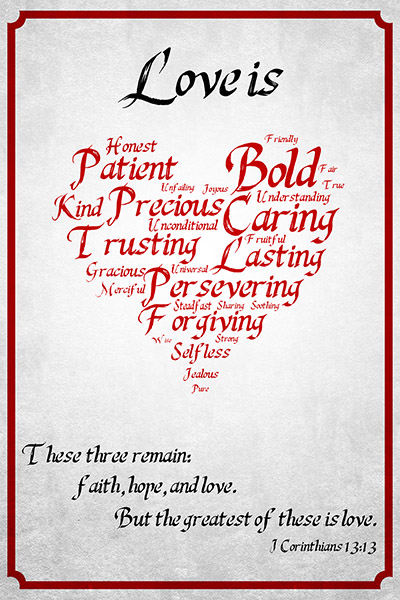 Love is
Honest Friendly
Patient Bold Fair
Unfailing Joyous True
Kind Precious Understanding
Unconditional Caring
Trusting Fruitful
Lasting
Gracious Universal
Merciful Persevering
Steadfast Sharing Soothing
Forgiving
Wise Strong
Selfless
Jealous
Pure
These three remain:
faith, hope, and love.
But the greatest of these is love.
I Corinthians 13:13